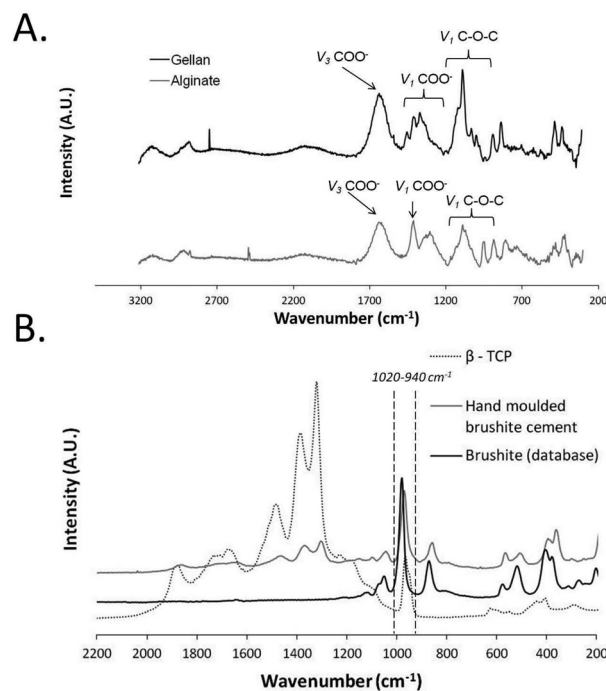 A.
Gellan
Alginate
V₃ COO⁻
V₁ COO⁻
V₁ C-O-C
V₃ COO⁻
V₁ COO⁻
V₁ C-O-C
Intensity (A.U.)
3200 2700 2200 1700 1200 700 200
Wavenumber (cm⁻¹)
B.
1020-940 cm⁻¹
β - TCP
Hand moulded
brushite cement
Brushite (database)
Intensity (A.U.)
2200 2000 1800 1600 1400 1200 1000 800 600 400 200
Wavenumber (cm⁻¹)